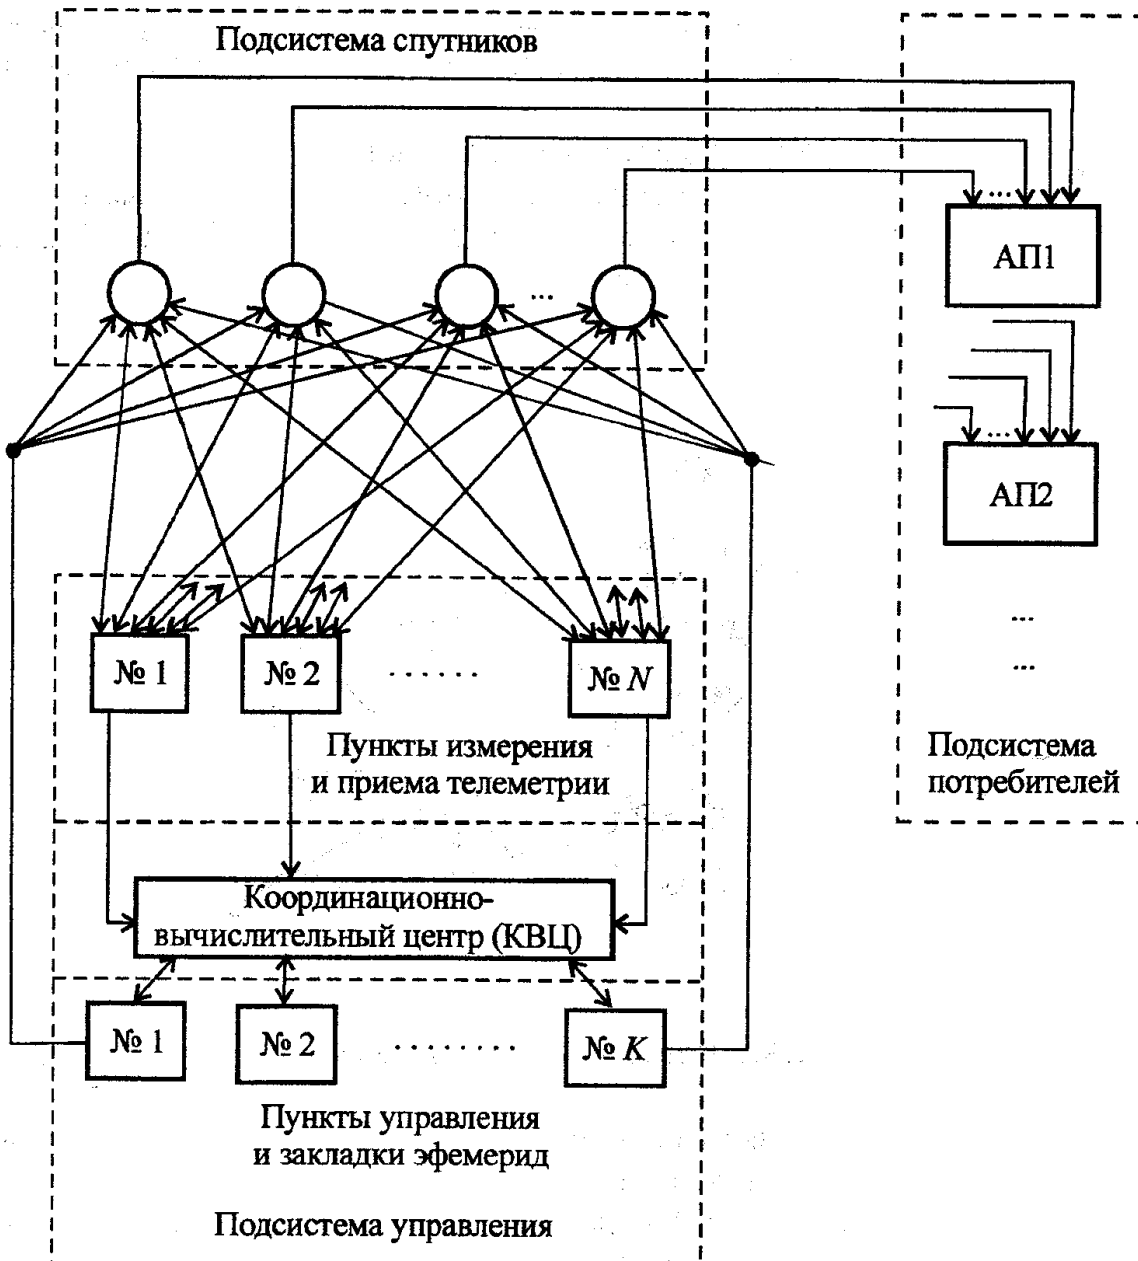 Подсистема спутников
...
...
АП1
...
АП2
№ 1
№ 2
. . . . . .
№ N
...
...
Пункты измерения
и приема телеметрии
Подсистема
потребителей
Координационно-
вычислительный центр (КВЦ)
№ 1
№ 2
. . . . . . . .
№ K
Пункты управления
и закладки эфемерид
Подсистема управления